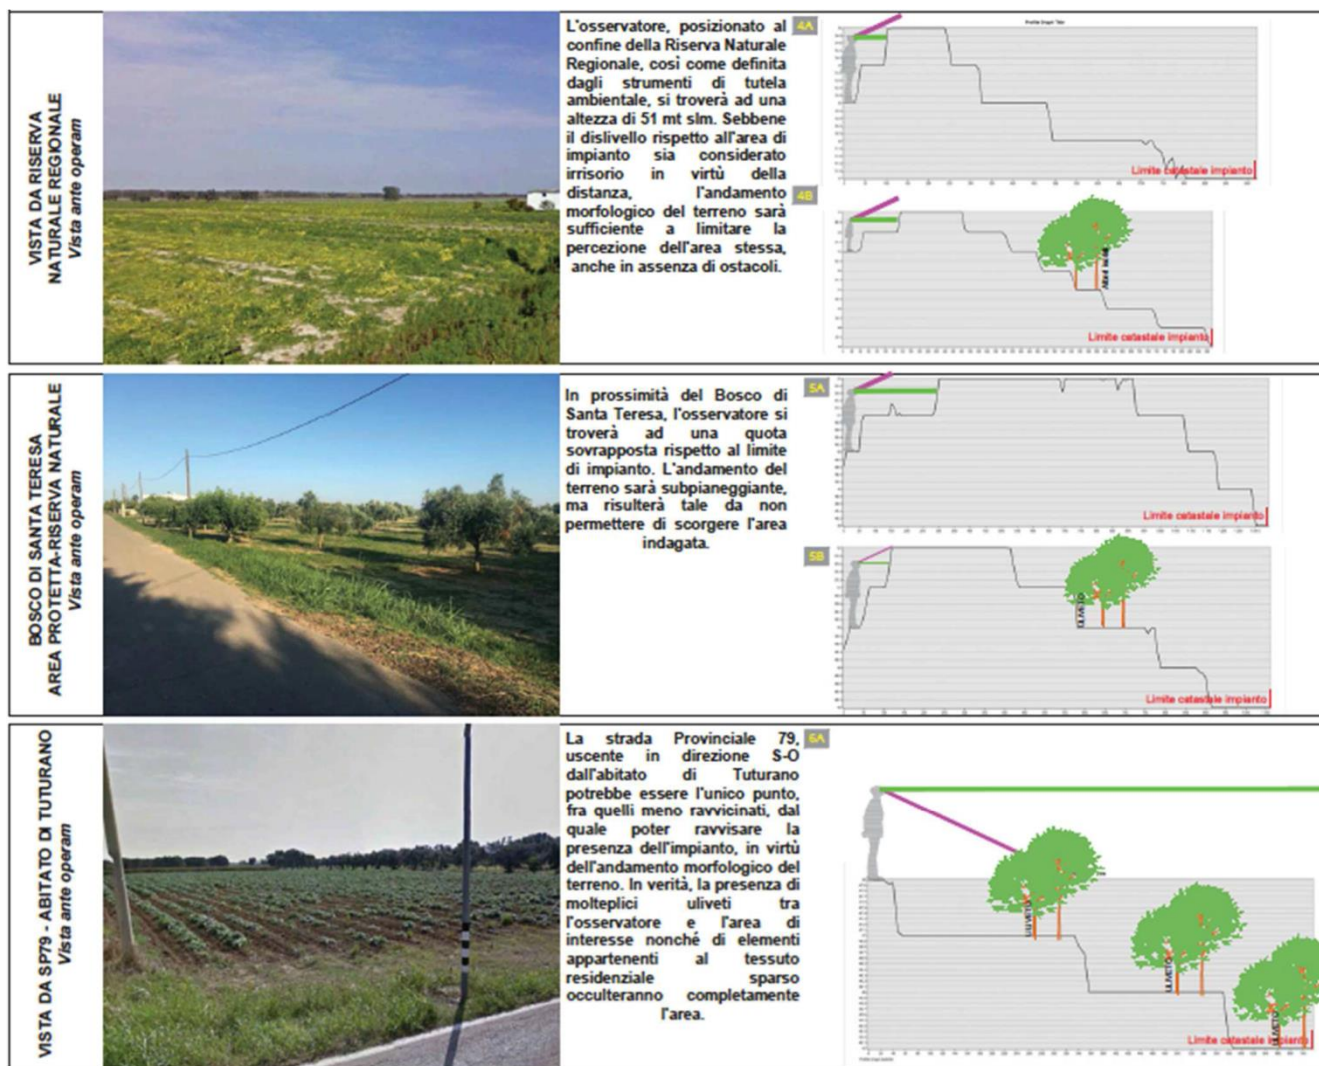 VISTA DA RISERVA
NATURALE REGIONALE
Vista ante operam
L'osservatore, posizionato al
confine della Riserva Naturale
Regionale, così come definita
dagli strumenti di tutela
ambientale, si troverà ad una
altezza di 51 mt slm. Sebbene
il dislivello rispetto all'area di
impianto sia considerato
irrisorio in virtù della
distanza, l'andamento
morfologico del terreno sarà
sufficiente a limitare la
percezione dell'area stessa,
anche in assenza di ostacoli.
4A
Limite catastale impianto
4B
Limite catastale impianto
BOSCO DI SANTA TERESA
AREA PROTETTA-RISERVA NATURALE
Vista ante operam
In prossimità del Bosco di
Santa Teresa, l'osservatore si
troverà ad una quota
sovrapposta rispetto al limite
di impianto. L'andamento del
terreno sarà subpianeggiante,
ma risulterà tale da non
permettere di scorgere l'area
indagata.
5A
Limite catastale impianto
5B
ULIVETO
Limite catastale impianto
VISTA DA SP79 - ABITATO DI TUTURANO
Vista ante operam
La strada Provinciale 79,
uscente in direzione S-O
dall'abitato di Tuturano
potrebbe essere l'unico punto,
fra quelli meno ravvicinati, dal
quale poter ravvisare la
presenza dell'impianto, in virtù
dell'andamento morfologico del
terreno. In verità, la presenza di
molteplici uliveti tra
l'osservatore e l'area di
interesse nonché di elementi
appartenenti al tessuto
residenziale sparso
occulteranno completamente
l'area.
6A
ULIVETO
ULIVETO
ULIVETO
Limite catastale impianto